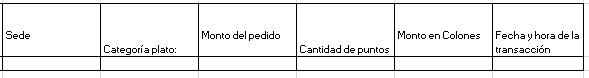 Sede
Categoría plato:
Monto del pedido
Cantidad de puntos
Monto en Colones
Fecha y hora de la
transacción